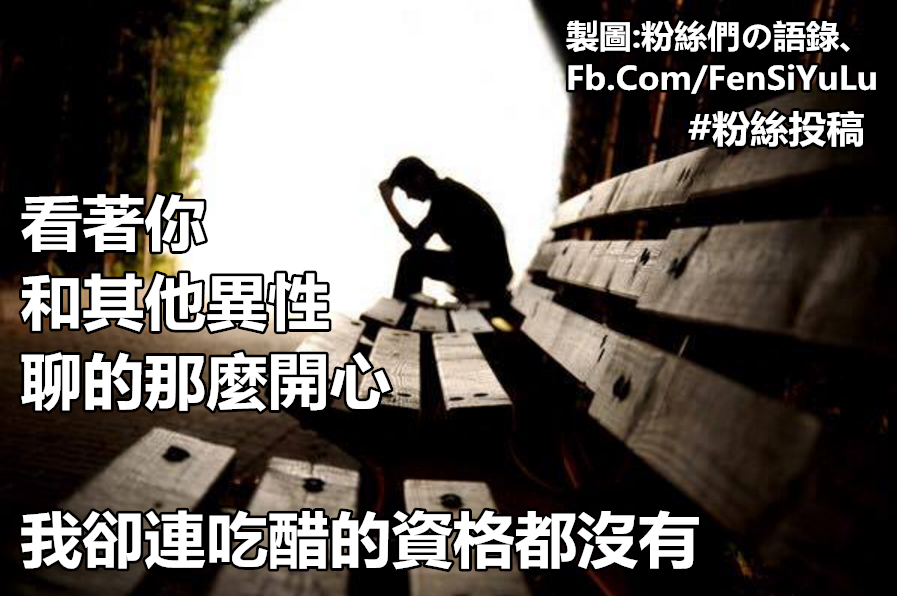 製圖:粉絲們の語錄、
Fb.Com/FenSiYuLu
#粉絲投稿
看著你
和其他異性
聊的那麼開心
我卻連吃醋的資格都沒有